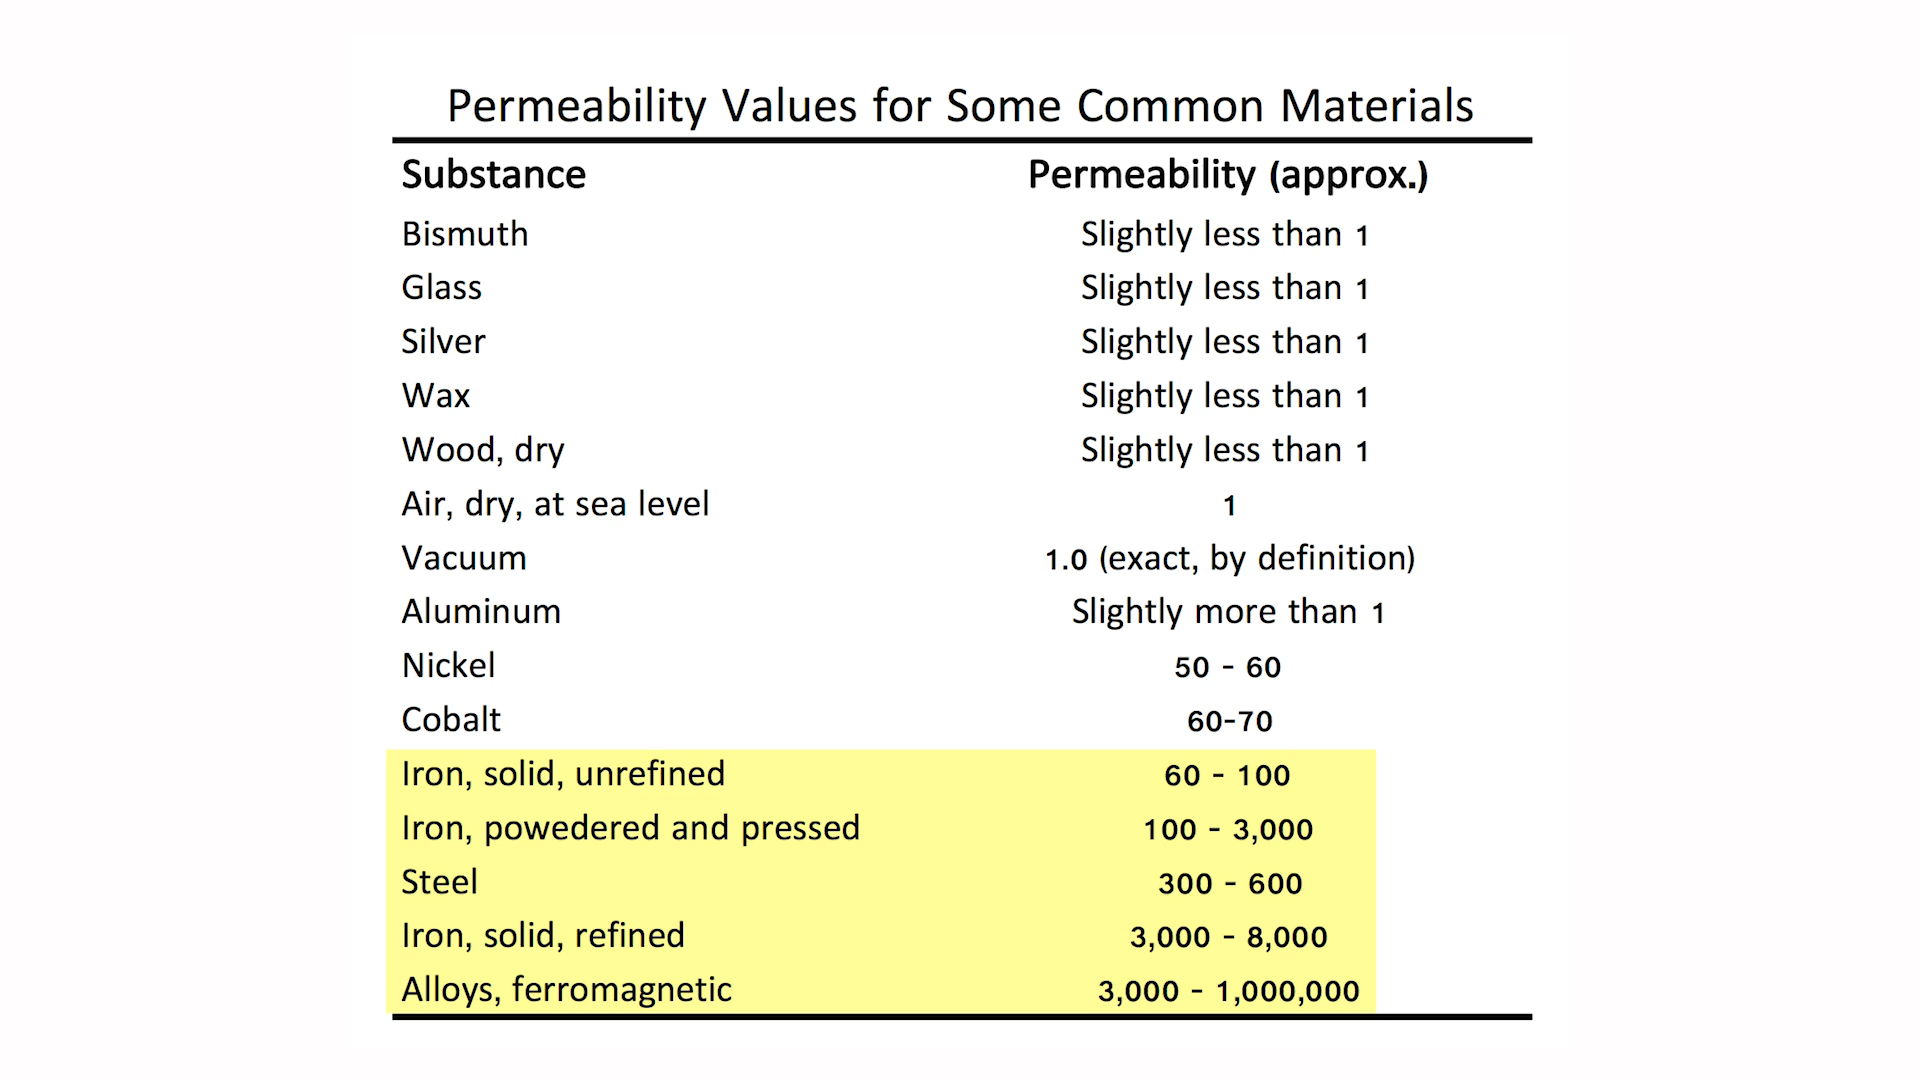 Permeability Values for Some Common Materials
Substance Permeability (approx.)
Bismuth Slightly less than 1
Glass Slightly less than 1
Silver Slightly less than 1
Wax Slightly less than 1
Wood, dry Slightly less than 1
Air, dry, at sea level 1
Vacuum 1.0 (exact, by definition)
Aluminum Slightly more than 1
Nickel 50 - 60
Cobalt 60-70
Iron, solid, unrefined 60 - 100
Iron, powedered and pressed 100 - 3,000
Steel 300 - 600
Iron, solid, refined 3,000 - 8,000
Alloys, ferromagnetic 3,000 - 1,000,000